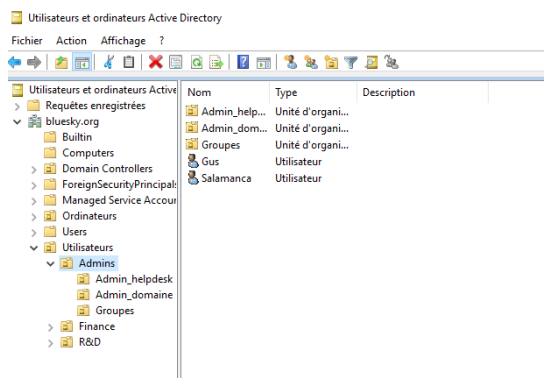 Utilisateurs et ordinateurs Active Directory
Fichier Action Affichage ?
Utilisateurs et ordinateurs Active
Requêtes enregistrées
bluesky.org
Builtin
Computers
Domain Controllers
ForeignSecurityPrincipals
Managed Service Accour
Ordinateurs
Users
Utilisateurs
Admins
Admin_helpdesk
Admin_domaine
Groupes
Finance
R&D
Nom Type Description
Admin_help... Unité d'organi...
Admin_dom... Unité d'organi...
Groupes Unité d'organi...
Gus Utilisateur
Salamanca Utilisateur